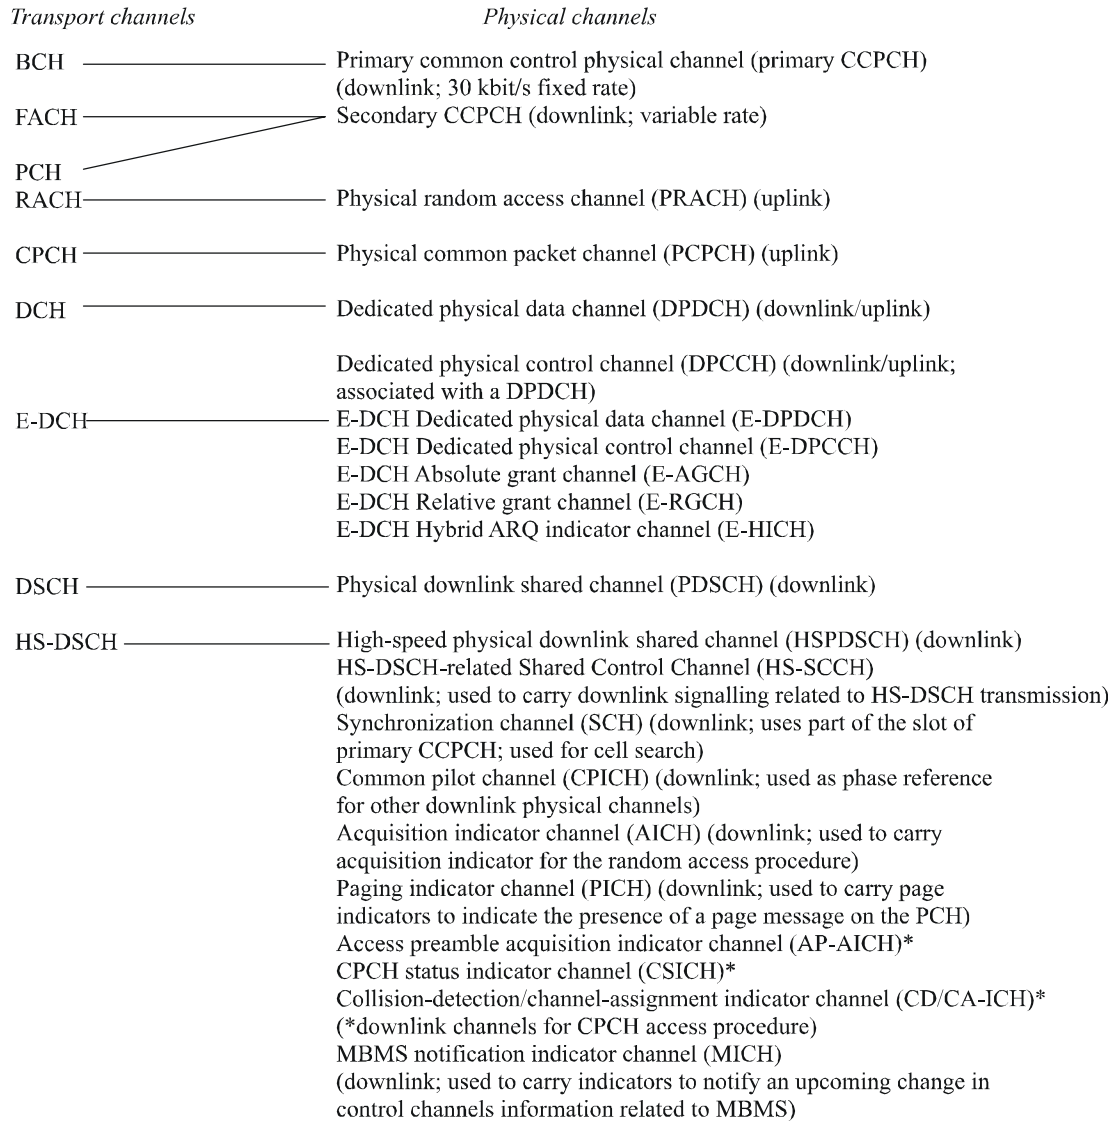 Transport channels Physical channels
BCH Primary common control physical channel (primary CCPCH)
(downlink; 30 kbit/s fixed rate)
FACH Secondary CCPCH (downlink; variable rate)
PCH
RACH Physical random access channel (PRACH) (uplink)
CPCH Physical common packet channel (PCPCH) (uplink)
DCH Dedicated physical data channel (DPDCH) (downlink/uplink)
Dedicated physical control channel (DPCCH) (downlink/uplink;
associated with a DPDCH)
E-DCH E-DCH Dedicated physical data channel (E-DPDCH)
E-DCH Dedicated physical control channel (E-DPCCH)
E-DCH Absolute grant channel (E-AGCH)
E-DCH Relative grant channel (E-RGCH)
E-DCH Hybrid ARQ indicator channel (E-HICH)
DSCH Physical downlink shared channel (PDSCH) (downlink)
HS-DSCH High-speed physical downlink shared channel (HSPDSCH) (downlink)
HS-DSCH-related Shared Control Channel (HS-SCCH)
(downlink; used to carry downlink signalling related to HS-DSCH transmission)
Synchronization channel (SCH) (downlink; uses part of the slot of
primary CCPCH; used for cell search)
Common pilot channel (CPICH) (downlink; used as phase reference
for other downlink physical channels)
Acquisition indicator channel (AICH) (downlink; used to carry
acquisition indicator for the random access procedure)
Paging indicator channel (PICH) (downlink; used to carry page
indicators to indicate the presence of a page message on the PCH)
Access preamble acquisition indicator channel (AP-AICH)*
CPCH status indicator channel (CSICH)*
Collision-detection/channel-assignment indicator channel (CD/CA-ICH)*
(*downlink channels for CPCH access procedure)
MBMS notification indicator channel (MICH)
(downlink; used to carry indicators to notify an upcoming change in
control channels information related to MBMS)